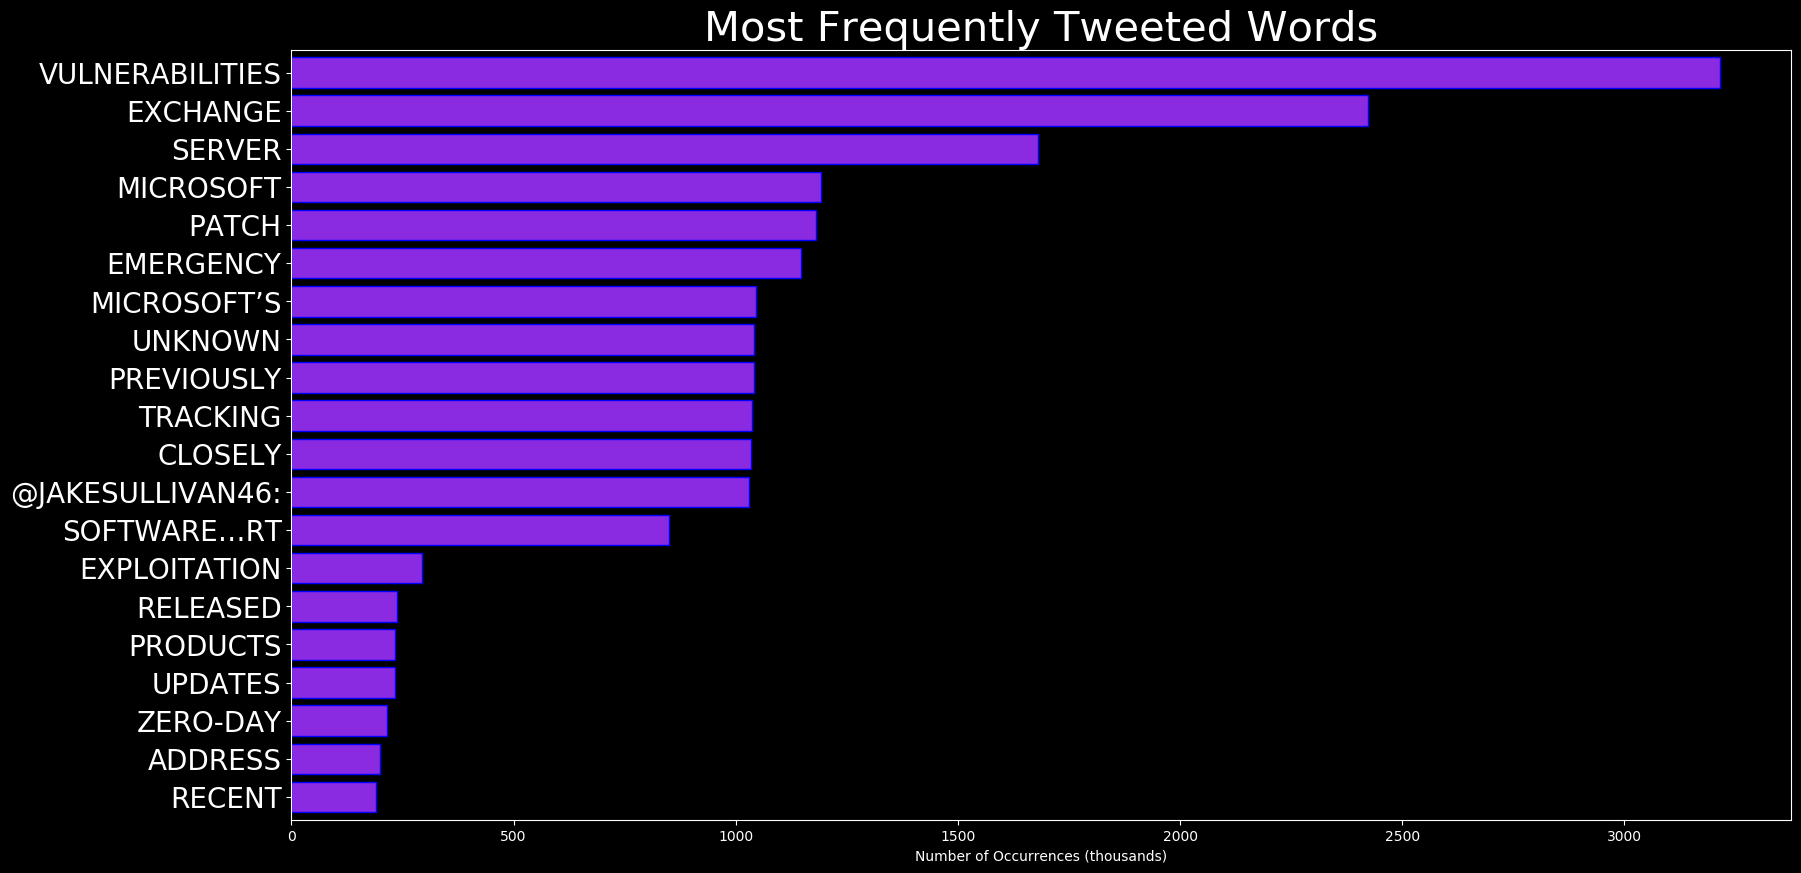 Most Frequently Tweeted Words
VULNERABILITIES
EXCHANGE
SERVER
MICROSOFT
PATCH
EMERGENCY
MICROSOFT’S
UNKNOWN
PREVIOUSLY
TRACKING
CLOSELY
@JAKESULLIVAN46:
SOFTWARE…RT
EXPLOITATION
RELEASED
PRODUCTS
UPDATES
ZERO-DAY
ADDRESS
RECENT
0 500 1000 1500 2000 2500 3000
Number of Occurrences (thousands)